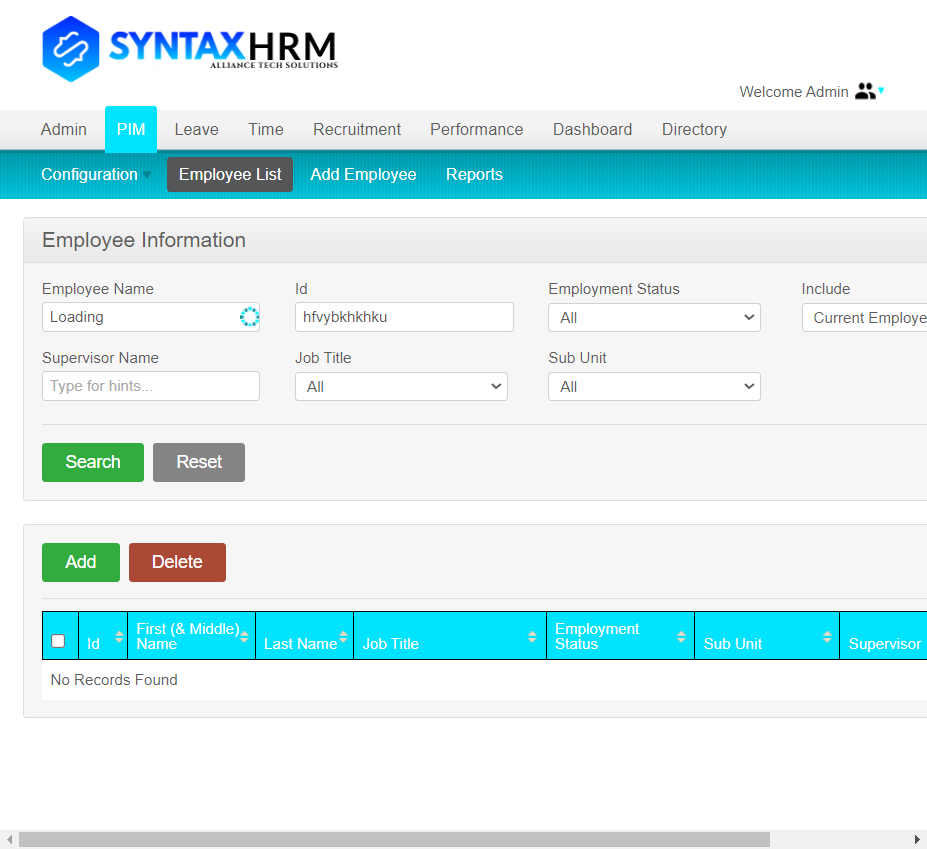 SYNTAXHRM
ALLIANCE TECH SOLUTIONS
Welcome Admin
Admin PIM Leave Time Recruitment Performance Dashboard Directory
Configuration Employee List Add Employee Reports
Employee Information
Employee Name Id Employment Status Include
Loading hfvybkhkhku All Current Employe
Supervisor Name Job Title Sub Unit
Type for hints... All All
Search Reset
Add Delete
Id First (& Middle) Name Last Name Job Title Employment Status Sub Unit Supervisor
No Records Found